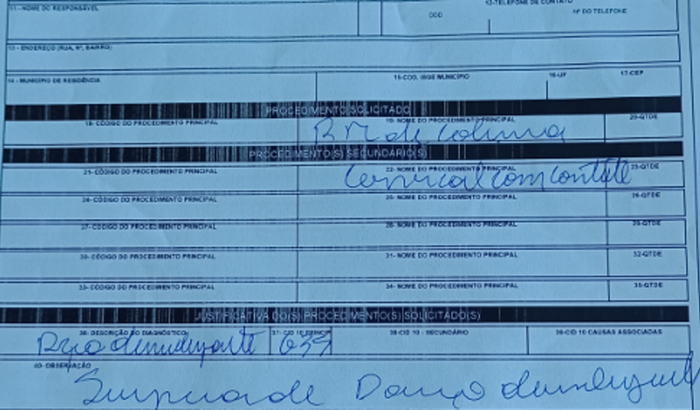 11- NOME DO RESPONSÁVEL
12-TELEFONE DE CONTATO
DDD
Nº DO TELEFONE
13 - ENDEREÇO (RUA, Nº, BAIRRO)
14 - MUNICÍPIO DE RESIDÊNCIA
15-COD. IBGE MUNICÍPIO
16-UF
17-CEP
PROCEDIMENTO SOLICITADO
18- CÓDIGO DO PROCEDIMENTO PRINCIPAL
19- NOME DO PROCEDIMENTO PRINCIPAL
20-QTDE
RM de coluna
PROCEDIMENTO(S) SECUNDÁRIO(S)
21- CÓDIGO DO PROCEDIMENTO PRINCIPAL
22- NOME DO PROCEDIMENTO PRINCIPAL
23-QTDE
Cervical com contraste
24- CÓDIGO DO PROCEDIMENTO PRINCIPAL
25- NOME DO PROCEDIMENTO PRINCIPAL
26-QTDE
27- CÓDIGO DO PROCEDIMENTO PRINCIPAL
28- NOME DO PROCEDIMENTO PRINCIPAL
29-QTDE
30- CÓDIGO DO PROCEDIMENTO PRINCIPAL
31- NOME DO PROCEDIMENTO PRINCIPAL
32-QTDE
33- CÓDIGO DO PROCEDIMENTO PRINCIPAL
34- NOME DO PROCEDIMENTO PRINCIPAL
35-QTDE
JUSTIFICATIVA DO(S) PROCEDIMENTO(S) SOLICITADO(S)
36- DESCRIÇÃO DO DIAGNÓSTICO
37- CID 10 PRINCIP
38-CID 10 - SECUNDÁRIO
39-CID 10 CAUSAS ASSOCIADAS
desmielizante
40- OBSERVAÇÃO
de Doença